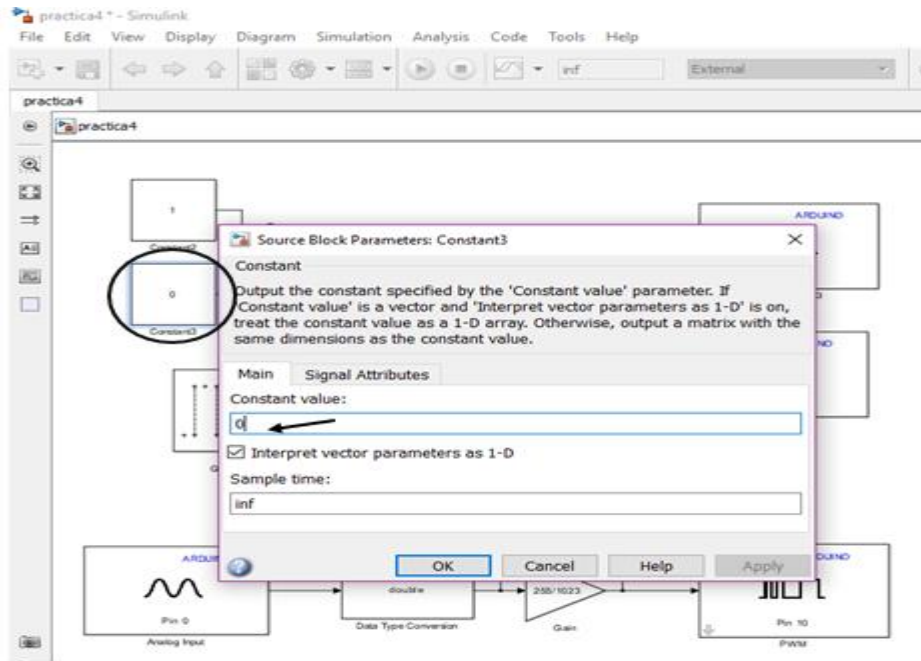 practica4 * - Simulink
File Edit View Display Diagram Simulation Analysis Code Tools Help
inf External
practica4
practica4
1
ARDUINO
Constant2
Source Block Parameters: Constant3
Constant
Output the constant specified by the 'Constant value' parameter. If
'Constant value' is a vector and 'Interpret vector parameters as 1-D' is on,
treat the constant value as a 1-D array. Otherwise, output a matrix with the
same dimensions as the constant value.
0
Constant3
Main Signal Attributes
Constant value:
0
Interpret vector parameters as 1-D
Sample time:
inf
OK Cancel Help Apply
double 255/1023
Pin 0 Data Type Conversion Gain Pin 10
Analog Input PWM